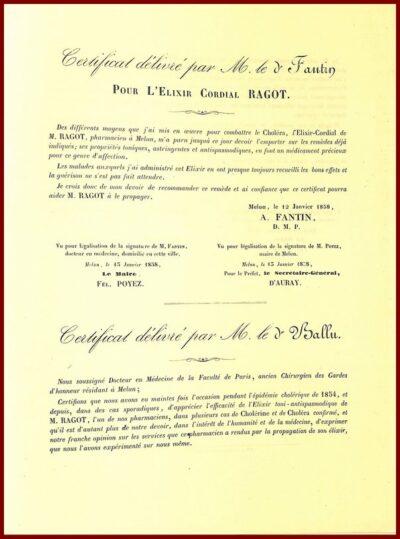 Certificat délivré par M. le Dr Fantin
POUR L'ELIXIR CORDIAL RAGOT.
Des différents moyens que j'ai mis en œuvre pour combattre le Choléra, l'Elixir-Cordial de
M. RAGOT, pharmacien à Melun, m'a paru jusqu'à ce jour devoir l'emporter sur les remèdes déjà
indiqués; ses propriétés toniques, astringentes et antispasmodiques, en font un médicament précieux
pour ce genre d'affection.
Les malades auxquels j'ai administré cet Elixir en ont presque toujours recueilli les bons effets et
la guérison ne s'est pas fait attendre.
Je crois donc de mon devoir de recommander ce remède et ai confiance que ce certificat pourra
aider M. RAGOT à le propager.
Melun, le 12 Janvier 1858,
A. FANTIN,
D. M. P.
Vu pour légalisation de la signature de M. FANTIN,
docteur en médecine, domicilié en cette ville.
Melun, le 15 Janvier 1858,
Le Maire,
FÉL. POYEZ.
Vu pour légalisation de la signature de M. POYEZ,
maire de Melun.
Melun, le 15 Janvier 1858,
Pour le Préfet, le Secrétaire-Général,
D'AURAY.
Certificat délivré par M. le Dr Ballu.
Nous soussigné Docteur en Médecine de la Faculté de Paris, ancien Chirurgien des Gardes
d'honneur résidant à Melun;
Certifions que nous avons eu maintes fois l'occasion pendant l'épidémie cholérique de 1854, et
depuis, dans des cas sporadiques, d'apprécier l'efficacité de l'Elixir toni-antispasmodique de
M. RAGOT, l'un de nos pharmaciens, dans plusieurs cas de Cholérine et de Choléra confirmé, et
qu'il est d'autant plus de notre devoir, dans l'intérêt de l'humanité et de la médecine, d'exprimer
notre franche opinion sur les services que ce pharmacien a rendus par la propagation de son élixir,
que nous l'avons expérimenté sur nous même.